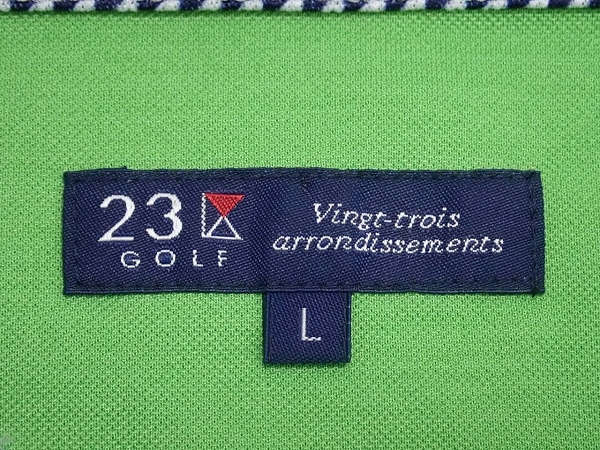 23
GOLF
Vingt-trois
arrondissements
L